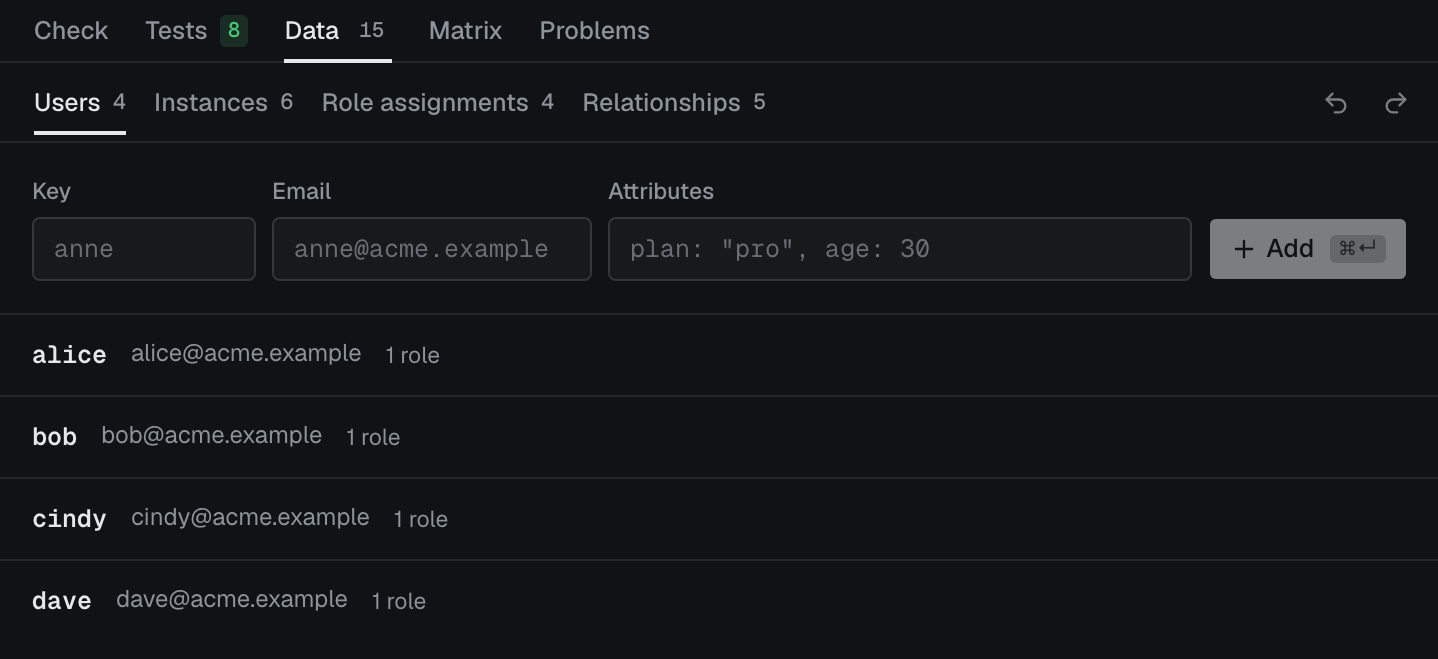 Check Tests 8 Data 15 Matrix Problems
Users 4 Instances 6 Role assignments 4 Relationships 5
Key Email Attributes
anne anne@acme.example plan: "pro", age: 30 + Add ⌘↵
alice alice@acme.example 1 role
bob bob@acme.example 1 role
cindy cindy@acme.example 1 role
dave dave@acme.example 1 role